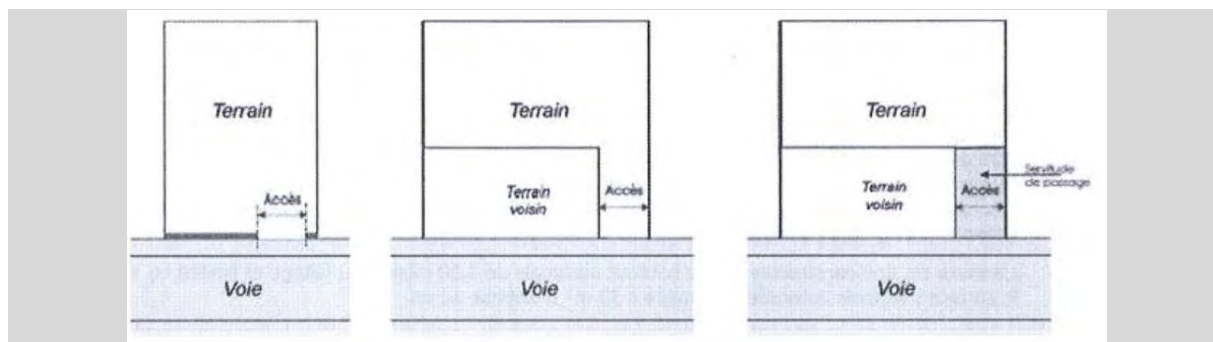 Terrain
Accès
Voie
Terrain
Terrain
voisin
Accès
Voie
Terrain
Terrain
voisin
Accès
Servitude
de passage
Voie